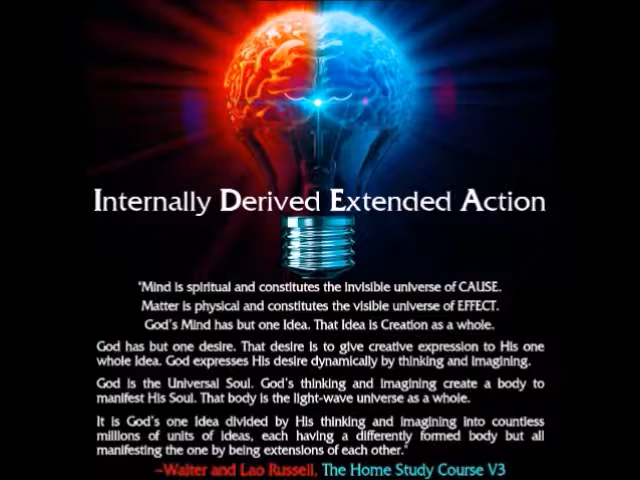 Internally Derived Extended Action
"Mind is spiritual and constitutes the invisible universe of CAUSE.
Matter is physical and constitutes the visible universe of EFFECT.
God's Mind has but one Idea. That Idea is Creation as a whole.
God has but one desire. That desire is to give creative expression to His one
whole Idea. God expresses His desire dynamically by thinking and imagining.
God is the Universal Soul. God's thinking and imagining create a body to
manifest His Soul. That body is the light-wave universe as a whole.
It is God's one Idea divided by His thinking and imagining into countless
millions of units of ideas, each having a differently formed body but all
manifesting the one by being extensions of each other."
~Walter and Lao Russell, The Home Study Course V3